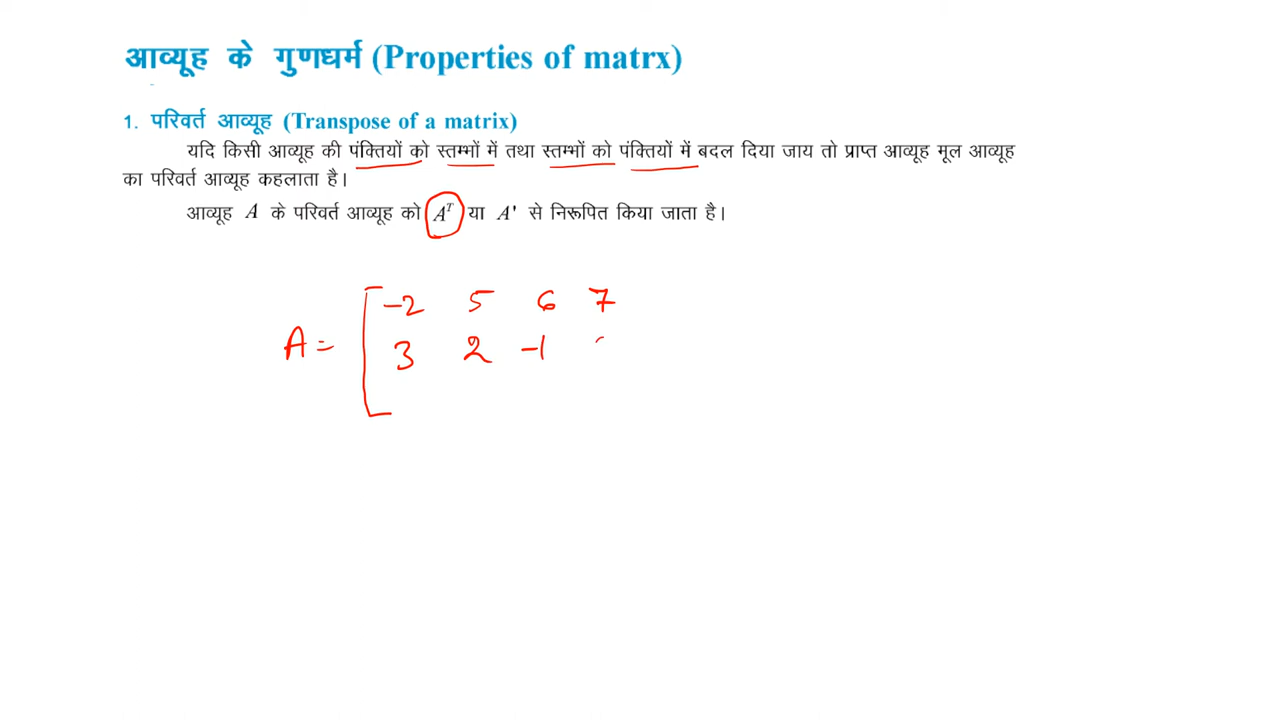 आव्यूह के गुणधर्म (Properties of matrx)
1. परिवर्त आव्यूह (Transpose of a matrix)
यदि किसी आव्यूह की पंक्तियों को स्तम्भों में तथा स्तम्भों को पंक्तियों में बदल दिया जाय तो प्राप्त आव्यूह मूल आव्यूह
का परिवर्त आव्यूह कहलाता है।
आव्यूह A के परिवर्त आव्यूह को Aᵀ या A' से निरूपित किया जाता है।
-2 5 6 7
A = [
3 2 -1